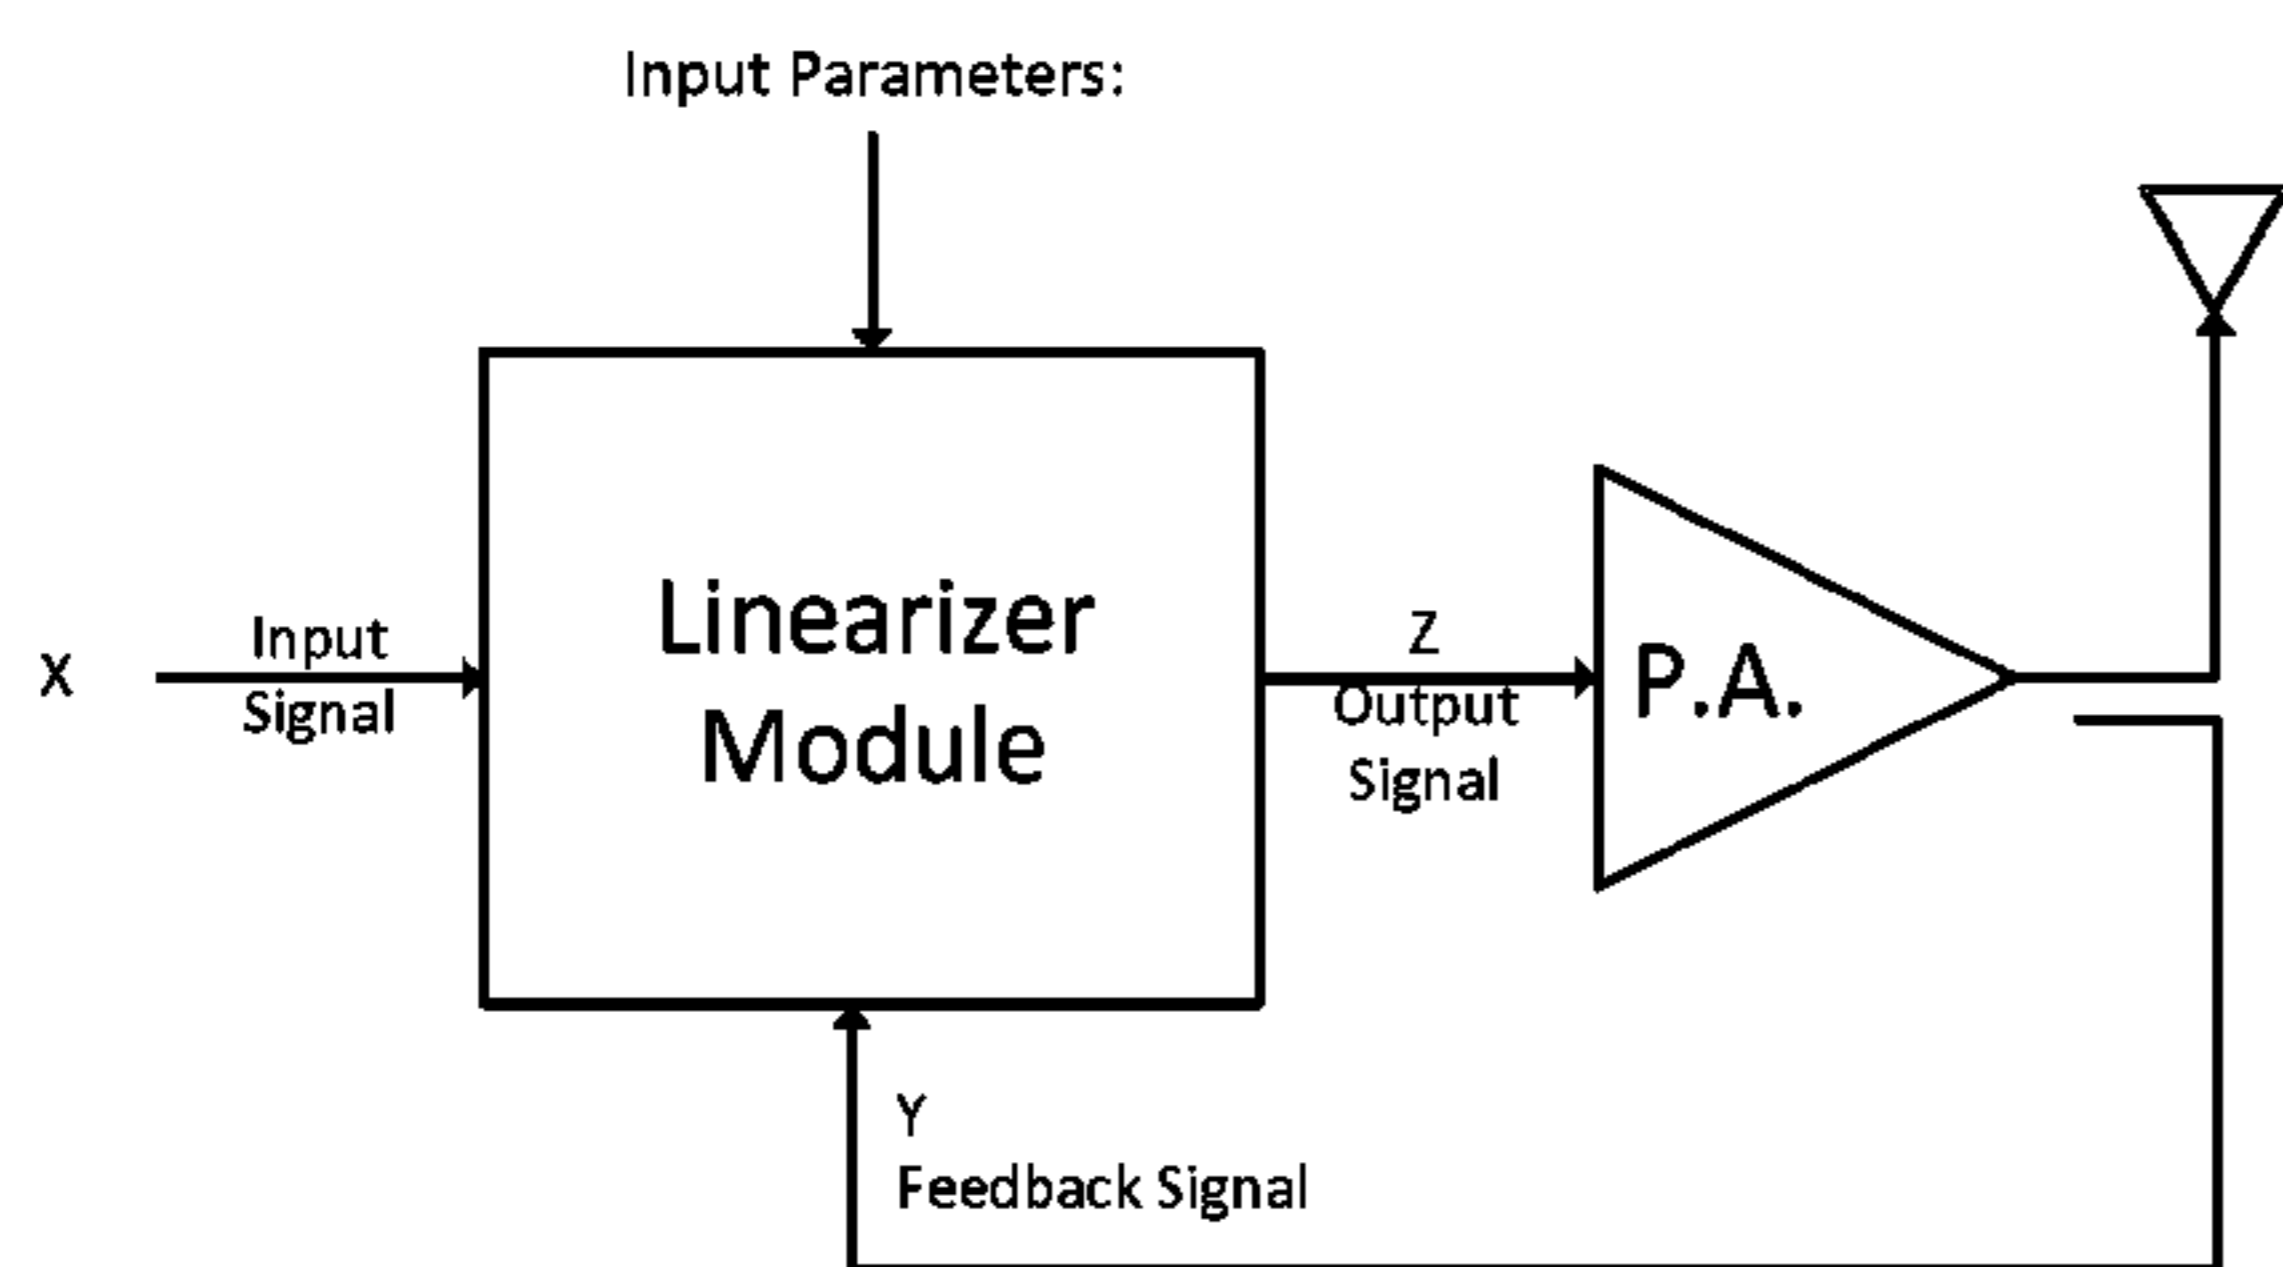 Input Parameters:
X
Input
Signal
Linearizer
Module
Z
Output
Signal
P.A.
Y
Feedback Signal